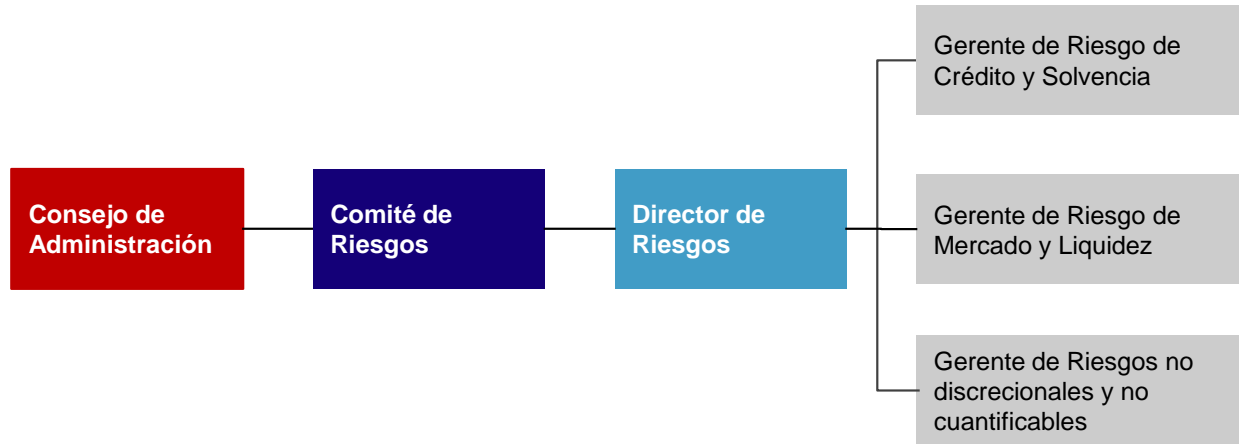 Gerente de Riesgo de
Crédito y Solvencia
Consejo de
Administración
Comité de
Riesgos
Director de
Riesgos
Gerente de Riesgo de
Mercado y Liquidez
Gerente de Riesgos no
discrecionales y no
cuantificables